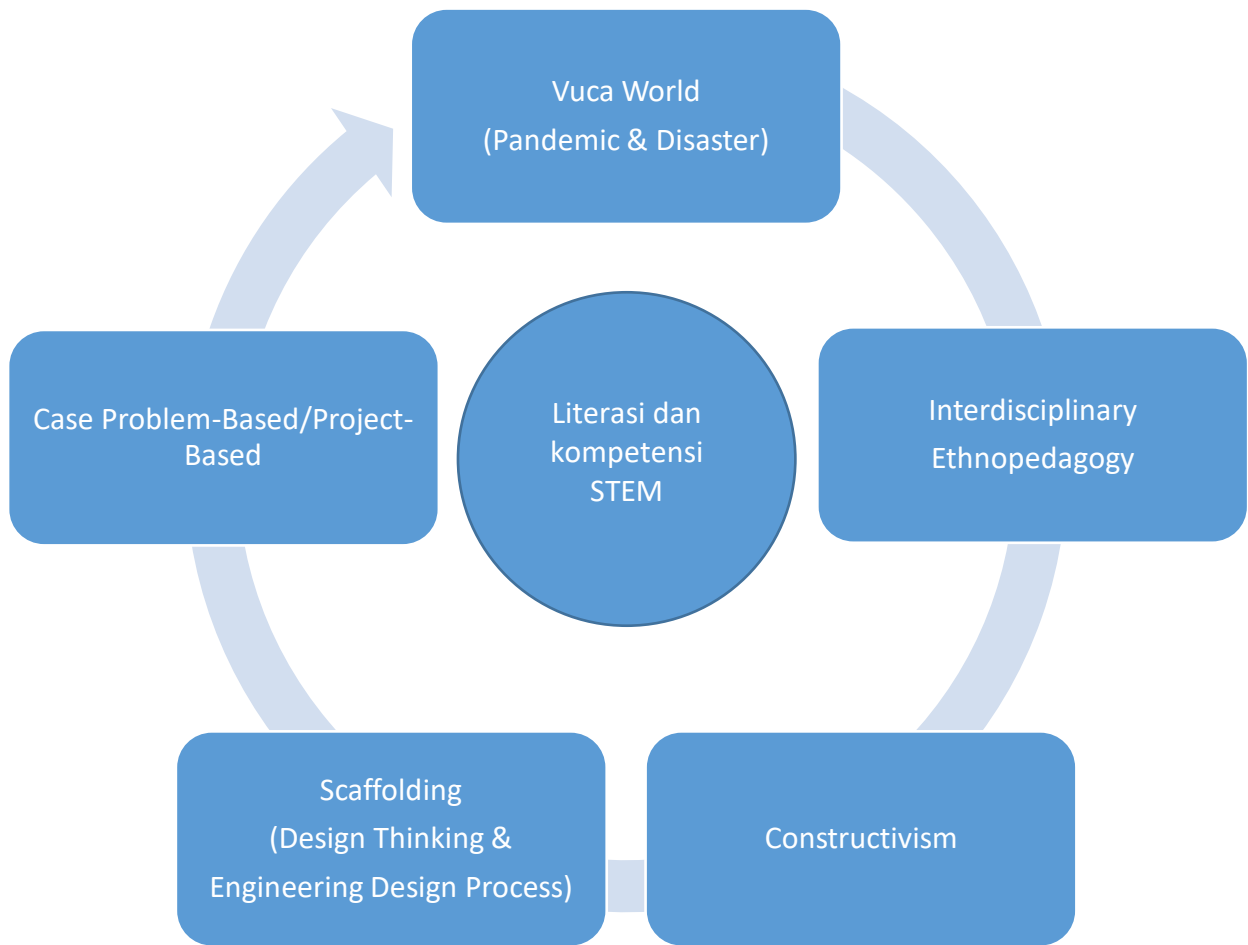 Vuca World
(Pandemic & Disaster)
Interdisciplinary
Ethnopedagogy
Constructivism
Scaffolding
(Design Thinking &
Engineering Design Process)
Case Problem-Based/Project-
Based
Literasi dan
kompetensi
STEM